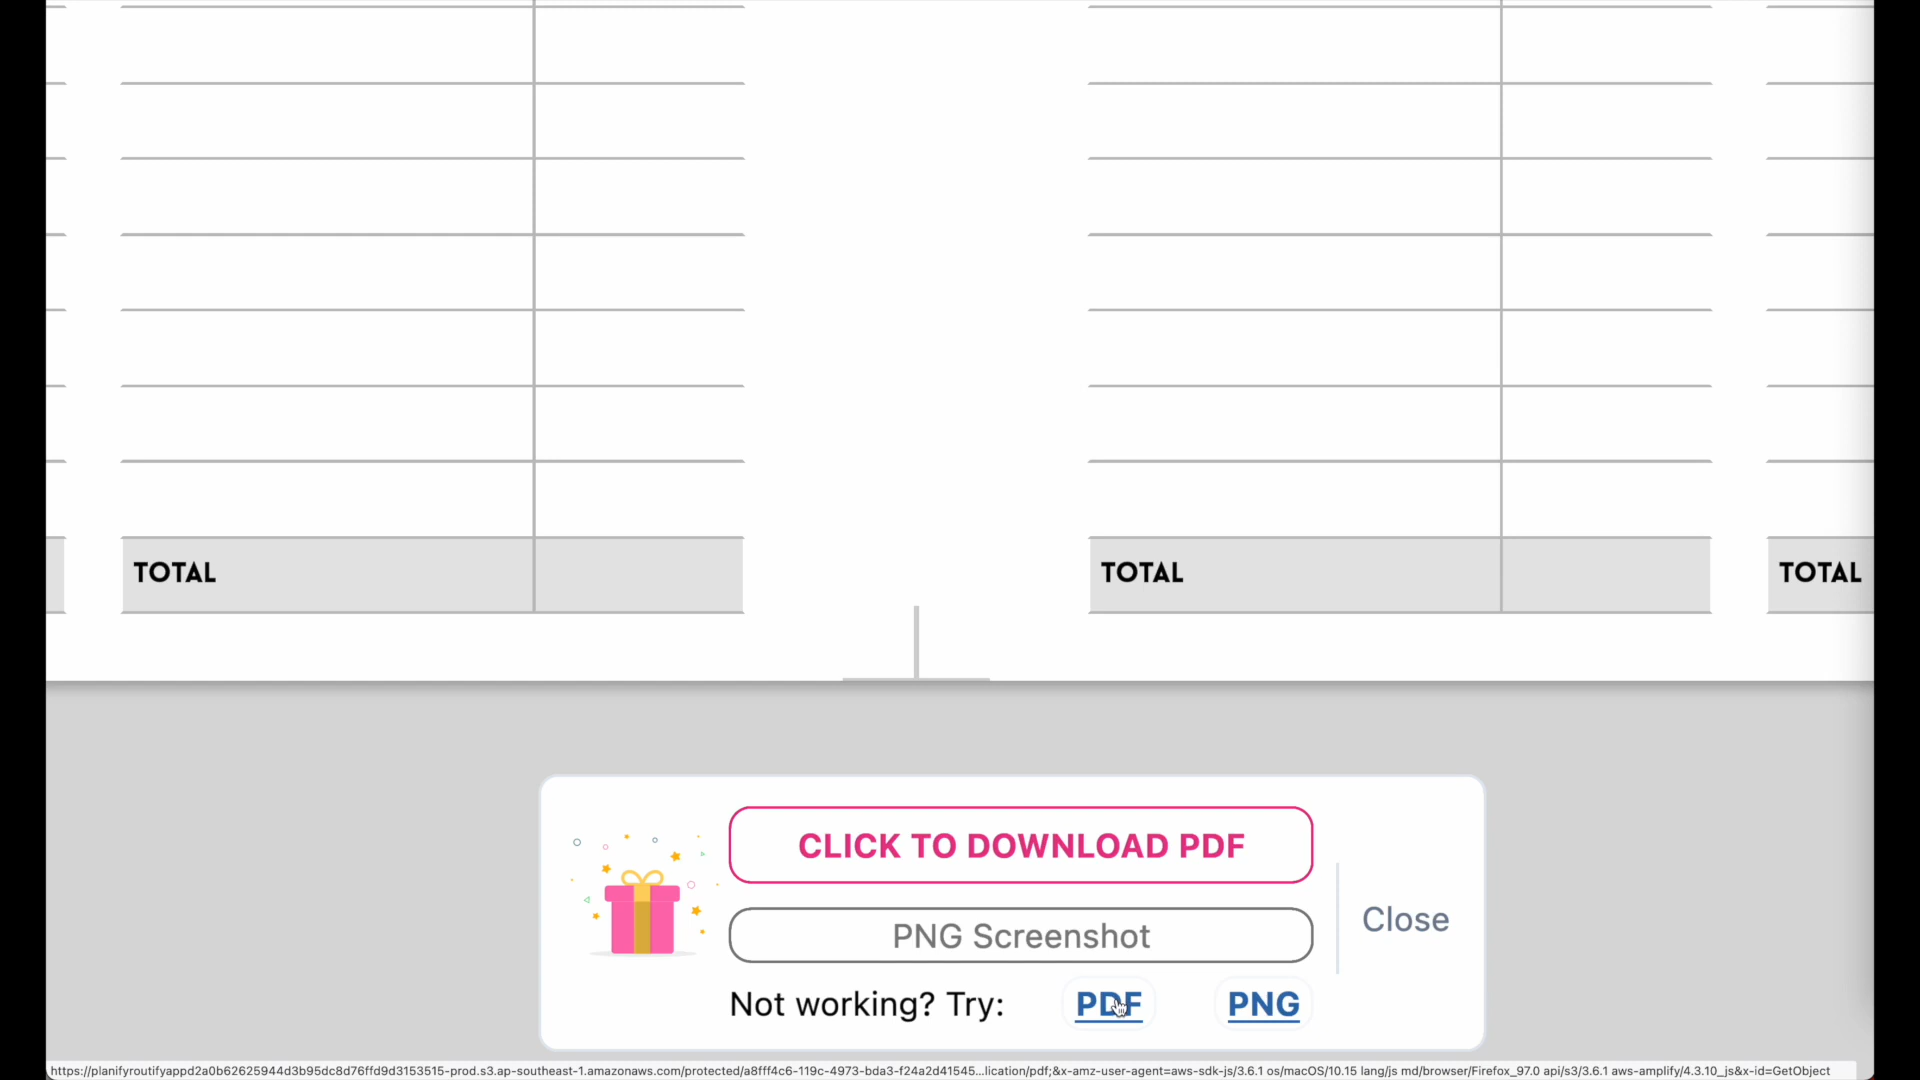 TOTAL
TOTAL
TOTAL
CLICK TO DOWNLOAD PDF
PNG Screenshot
Close
Not working? Try: PDF PNG
https://planifyroutifyappd2a0b62625944d3b95dc8d76ffd9d3153515-prod.s3.ap-southeast-1.amazonaws.com/protected/a8fff4c6-119c-4973-bda3-f24a2d41545...lication/pdf;&x-amz-user-agent=aws-sdk-js/3.6.1 os/macOS/10.15 lang/js md/browser/Firefox_97.0 api/s3/3.6.1 aws-amplify/4.3.10_js&x-id=GetObject